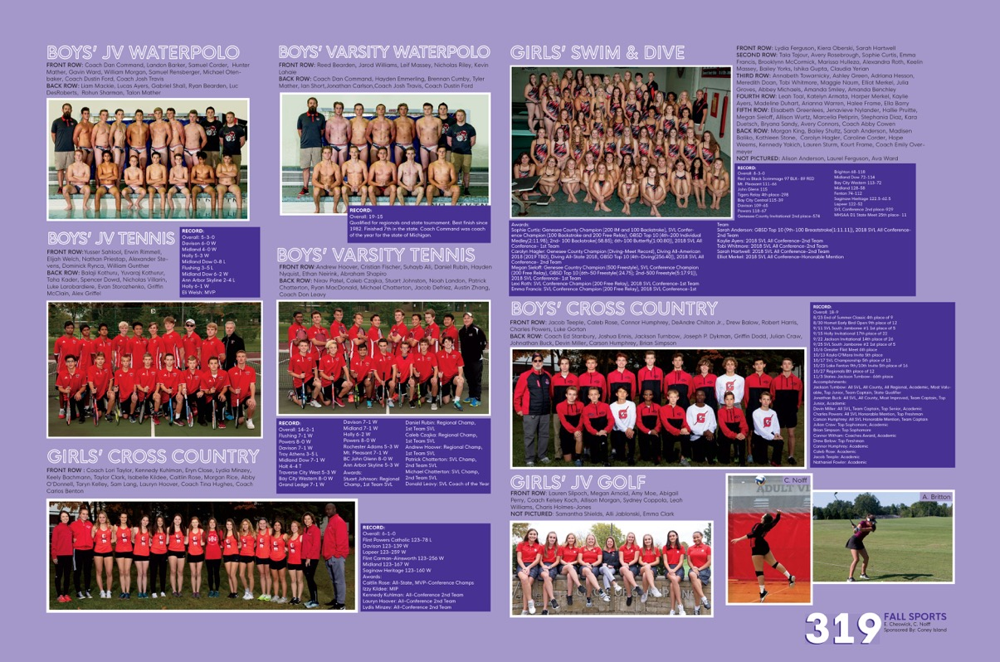 BOYS' JV WATERPOLO
FRONT ROW: Coach Dan Command, Landon Barker, Samuel Corder, Hunter
Mather, Gavin Ward, William Morgan, Samuel Rensberger, Michael Olen-
baker, Coach Dustin Ford, Coach Josh Travis
BACK ROW: Liam Mackie, Lucas Ayers, Gabriel Shall, Ryan Bearden, Luc
DesRoberts, Rohun Sharman, Talon Mather
BOYS' VARSITY WATERPOLO
FRONT ROW: Reed Bearden, Jarod Williams, Leif Massey, Nicholas Riley, Kevin
Lahaie
BACK ROW: Coach Dan Command, Hayden Emmerling, Brennan Cumby, Tyler
Mather, Ian Short,Jonathan Carlson,Coach Josh Travis, Coach Dustin Ford
RECORD:
Overall: 19-15
Qualified for regionals and state tournament. Best finish since
1982. Finished 7th in the state. Coach Command was coach
of the year for the state of Michigan.
BOYS' JV TENNIS
FRONT ROW:Yusser Sahlool, Erwin Rimmell,
Elijah Welch, Nathan Priestop, Alexander Ste-
vens, Dominick Rynca, William Gunther
BACK ROW: Balaji Kothuru, Yuvaraj Kothurur,
Taha Kader, Spencer Dowd, Nicholas Villarin,
Luke Lorobardiere, Evan Storozhenko, Griffin
McClain, Alex Griffel
RECORD:
Overall: 5-3-0
Davison 6-0 W
Midland 4-0 W
Holly 5-3 W
Midland Dow 0-8 L
Flushing 3-5 L
Midland Dow 6-2 W
Ann Arbor Skyline 2-4 L
Holly 6-1 W
Eli Welsh: MVP
BOYS' VARSITY TENNIS
FRONT ROW: Andrew Hoover, Cristian Fischer, Suhayb Ali, Daniel Rubin, Hayden
Nyquist, Ethan Neirink, Abraham Shapiro
BACK ROW: Nirav Patel, Caleb Czajka, Stuart Johnston, Noah Landon, Patrick
Chatterton, Ryan MacDonald, Michael Chatterton, Jacob Defriez, Austin Zhang,
Coach Don Leavy
RECORD:
Overall: 14-2-1
Flushing 7-1 W
Powers 8-0 W
Davison 7-1 W
Troy Athens 3-5 L
Midland Dow 7-1 W
Holt 4-4 T
Traverse City West 5-3 W
Bay City Western 8-0 W
Grand Ledge 7-1 W
Davison 7-1 W
Midland 7-1 W
Holly 6-2 W
Powers 8-0 W
Rochester Adams 5-3 W
Mt. Pleasant 7-1 W
BC John Glenn 8-0 W
Ann Arbor Skyline 5-3 W
Awards:
Stuart Johnston: Regional
Champ, 1st Team SVL
Daniel Rubin: Regional Champ,
1st Team SVL
Caleb Czajka: Regional Champ,
1st Team SVL
Andrew Hoover: Regional Champ,
1st Team SVL
Patrick Chatterton: SVL Champ,
2nd Team SVL
Michael Chatterton: SVL Champ,
2nd Team SVL
Donald Leavy: SVL Coach of the Year
GIRLS' CROSS COUNTRY
FRONT ROW : Coach Lori Taylor, Kennedy Kuhlman, Eryn Close, Lydia Minzey,
Keely Bachmann, Taylor Clark, Isabelle Kildee, Caitlin Rose, Morgan Rice, Abby
O'Donnell, Taryn Kelley, Sam Lang, Lauryn Hoover, Coach Tina Hughes, Coach
Carlos Benton
RECORD:
Overall: 6-1-0
Flint Powers Catholic 123-78 L
Davison 123-139 W
Lapeer 123-259 W
Flint Carman-Ainsworth 123-256 W
Midland 123-167 W
Saginaw Heritage 123-160 W
Awards:
Caitlin Rose: All-State, MVP-Conference Champs
Izzy Kildee: MIP
Kennedy Kuhlman: All-Conference 2nd Team
Lauryn Hoover: All-Conference 2nd Team
Lydia Minzey: All-Conference 2nd Team
GIRLS' SWIM & DIVE
FRONT ROW: Lydia Ferguson, Kiera Oberski, Sarah Hartwell
SECOND ROW: Tala Tajour, Avery Rosebrough, Sophie Curtis, Emma
Francis, Brooklynn McCormick, Marissa Hulleza, Alexandra Roth, Keelin
Massey, Bailey Yorks, Ishika Gupta, Claudia Yerian
THIRD ROW: Annabeth Towarnicky, Ashley Green, Adriana Hesson,
Meredith Doan, Tobi Whitmore, Maggie Naurn, Elliot Merkel, Julia
Groves, Abbey Michaels, Amanda Smiley, Amanda Benchley
FOURTH ROW: Leah Toal, Katelyn Armata, Harper Merkel, Kaylie
Ayers, Madeline Duhart, Arianna Warren, Halee Frame, Ella Barry
FIFTH ROW: Elisabeth Greenlees, Jenavieve Nylander, Hallie Pruitte,
Megan Sieloff, Allison Wurtz, Marcella Petiprin, Stephania Diaz, Kara
Duetsch, Bryana Sandy, Avery Connors, Coach Abby Cowen
BACK ROW: Morgan King, Bailey Shultz, Sarah Anderson, Madisen
Baliko, Kathleen Stone, Carolyn Hagler, Caroline Corder, Hope
Weems, Kennedy Yakich, Lauren Sturm, Kourt Frame, Coach Emily Over-
meyer
NOT PICTURED: Alison Anderson, Laurel Ferguson, Ava Ward
RECORD:
Overall: 8-3-0
Red vs Black Scrimmage 97 BLK- 89 RED
Mt. Pleasant 111-64
John Glenn 115
Tigers Relay 4th place-298
Bay City Central 115-39
Davison 109-65
Powers 118-67
Genesee County Invitational 2nd place-574
Brighton 68-118
Midland Dow 72-114
Bay City Western 113-72
Midland 128-58
Fenton 74-112
Saginaw Heritage 122.5-62.5
Lapeer 122-53
SVL Conference 2nd place-929
MHSAA D1 State Meet 25th place- 11
Awards:
Sophie Curtis: Genesee County Champion (200 IM and 100 Backstroke), SVL Confer-
ence Champion (100 Backstroke and 200 Free Relay), GBSD Top 10 (4th-200 Individual
Medley(2:11.98), 2nd- 100 Backstroke(:58.85), 6th-100 Butterfly(1:00.80)), 2018 SVL All
Conference- 1st Team
Carolyn Hagler: Genesee County Champion (Diving-Meet Record), Diving All-American
2018 (2019 TBD), Diving All-State 2018, GBSD Top 10 (4th-Diving(256.40)), 2018 SVL All
Conference- 2nd Team
Megan Sieloff: Genesee County Champion (500 Freestyle), SVL Conference Champion
(200 Free Relay), GBSD Top 10 (6th-50 Freestyle(:24.75), 2nd-500 Freestyle(5:17.93)),
2018 SVL All Conference- 1st Team
Lexi Roth: SVL Conference Champion (200 Free Relay), 2018 SVL All Conference-1st Team
Emma Francis: SVL Conference Champion (200 Free Relay), 2018 SVL All Conference-1st
Team
Sarah Anderson: GBSD Top 10 (9th-100 Breaststroke(1:11.11)), 2018 SVL All Conference-
ence-2nd Team
Kaylie Ayers: 2018 SVL All Conference-2nd Team
Tobi Whitmore: 2018 SVL All Conference-2nd Team
Sarah Hartwell: 2018 SVL All Conference-2nd Team
Elliot Merkel: 2018 SVL All Conference-Honorable Mention
BOYS' CROSS COUNTRY
FRONT ROW: Jacob Teeple, Caleb Rose, Connor Humphrey, DeAndre Chilton Jr., Drew Balow, Robert Harris,
Charles Powers, Luke Gorton
BACK ROW: Coach Ed Stanbury, Joshua Ennis, Jackson Turnbow, Joseph P. Dykman, Griffin Dodd, Julian Craw,
Johnathan Buck, Devin Miller, Carson Humphrey, Brian Simpson
RECORD:
Overall: 18-9
8/23 End of Summer Classic 4th place of 9
8/30 Hornet Early Bird Open 9th place of 12
9/11 SVL South Jamboree #1 1st place of 5
9/15 Holly Invitational 17th place of 22
9/22 Jackson Invitational 14th place of 26
9/25 SVL South Jamboree #2 1st place of 5
10/6 Greater Flint Meet 6th place
10/13 Kayla O'Mara Invite 5th place
10/17 SVL Championship 5th place of 13
10/23 Lake Fenton 9th/10th Invite 5th place of 16
10/27 Regionals 8th place of 12
11/3 States-Jackson Turnbow- 66th place
Accomplishments:
Jackson Turnbow: All SVL, All County, All Regional, Academic, Most Valu-
able, Top Junior, Team Captain, State Qualifier
Jonathan Buck: All SVL, All County, Most Improved, Team Captain, Top
Junior, Academic
Devin Miller: All SVL, Team Captain, Top Senior, Academic
Charles Powers: All SVL Honorable Mention, Top Freshman
Carson Humphrey: All SVL Honorable Mention, Team Captain
Julian Craw: Top Sophomore, Academic
Brian Simpson: Top Sophomore
Connor Witham: Coaches Award, Academic
Drew Balow: Top Freshman
Connor Humphrey: Academic
Caleb Rose: Academic
Jacob Teeple: Academic
Nathaniel Fowler: Academic
GIRLS' JV GOLF
FRONT ROW: Lauren Silpoch, Megan Arnold, Amy Moe, Abigail
Perry, Coach Kelsey Koch, Allison Morgan, Sydney Coppolo, Leah
Williams, Charis Holmes-Jones
NOT PICTURED: Samantha Shields, Alli Jablonski, Emma Clark
C. Nolff
ADULT VI
A. Britton
319
FALL SPORTS
E. Cheswick, C. Nolff
Sponsored By: Coney Island